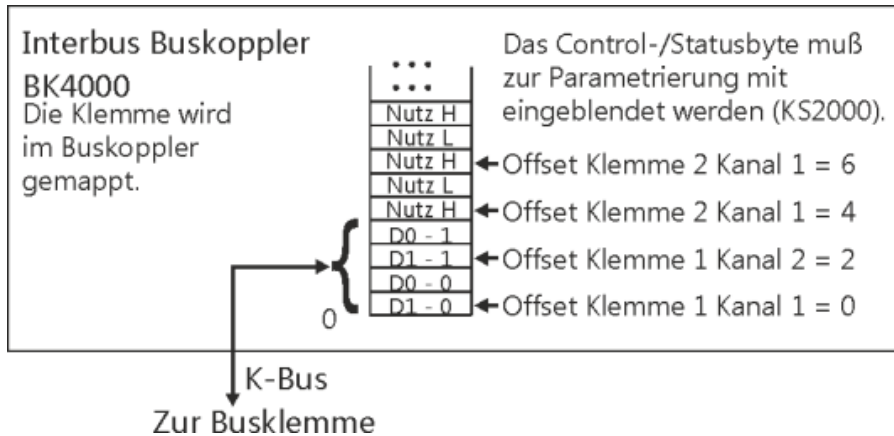 Interbus Buskoppler
BK4000
Die Klemme wird
im Buskoppler
gemappt.
Das Control-/Statusbyte muß
zur Parametrierung mit
eingeblendet werden (KS2000).
Nutz H
Nutz L
Nutz H
Offset Klemme 2 Kanal 1 = 6
Nutz L
Nutz H
Offset Klemme 2 Kanal 1 = 4
D0 - 1
D1 - 1
Offset Klemme 1 Kanal 2 = 2
D0 - 0
D1 - 0
Offset Klemme 1 Kanal 1 = 0
0
K-Bus
Zur Busklemme